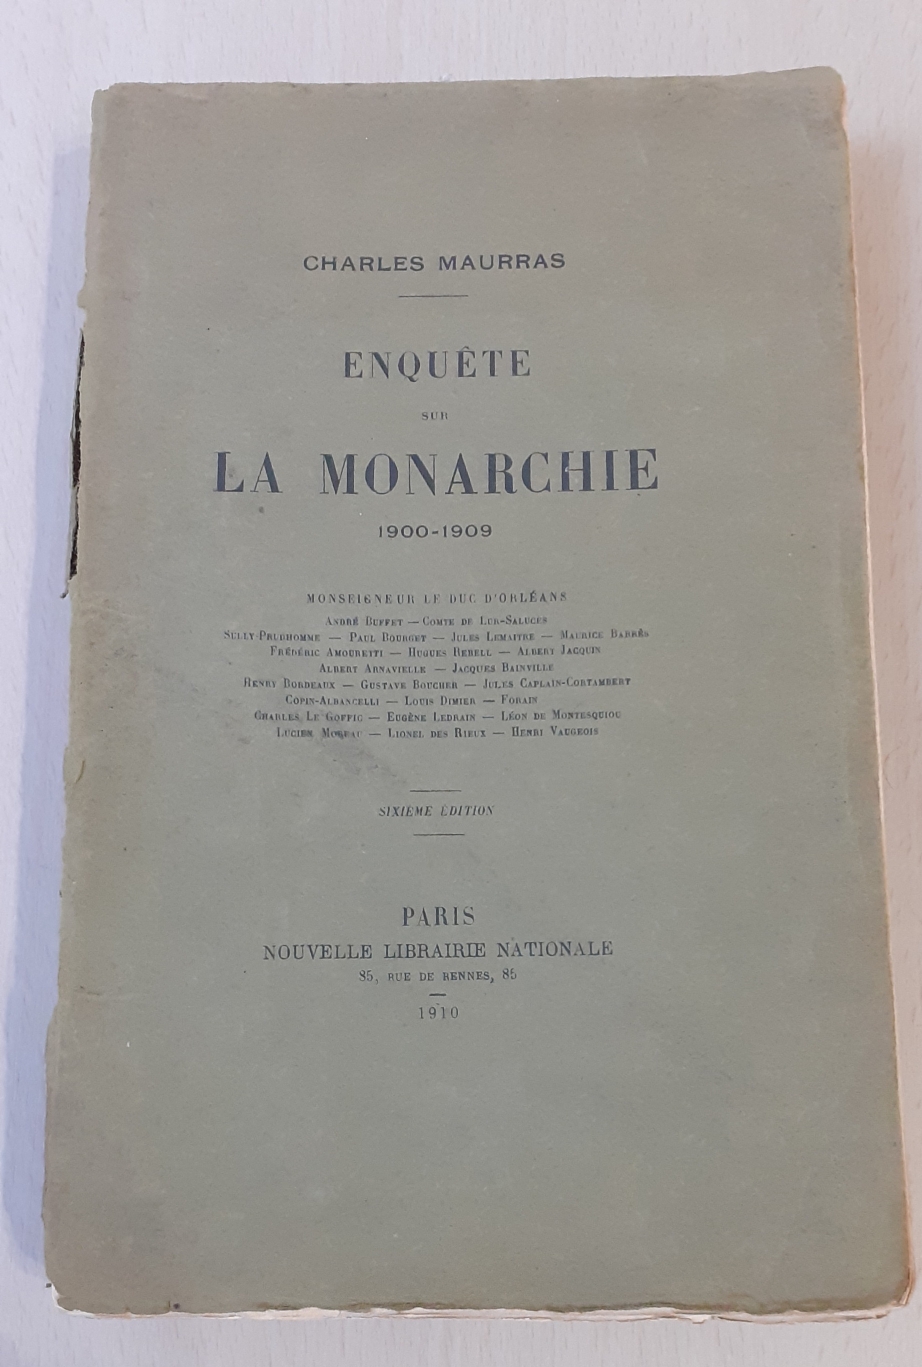 CHARLES MAURRAS
ENQUÊTE
SUR
LA MONARCHIE
1900-1909
MONSEIGNEUR LE DUC D'ORLÉANS
ANDRÉ BUFFET — COMTE DE LUR-SALUCES
SULLY-PRUDHOMME — PAUL BOURGET — JULES LEMAITRE — MAURICE BARRÈS
FRÉDÉRIC AMOURETTI — HUGUES REBELL — ALBERT JACQUIN
ALBERT ARNAVIELLE — JACQUES BAINVILLE
HENRY BORDEAUX — GUSTAVE BOUCHER — JULES CAPLAIN-CORTAMBERT
COPIN-ALBANCELLI — LOUIS DIMIER — FORAIN
CHARLES LE GOFFIC — EUGÈNE LEDRAIN — LÉON DE MONTESQUIOU
LUCIEN MOREAU — LIONEL DES RIEUX — HENRI VAUGEOIS
SIXIÈME ÉDITION
PARIS
NOUVELLE LIBRAIRIE NATIONALE
85, RUE DE RENNES, 85
1910